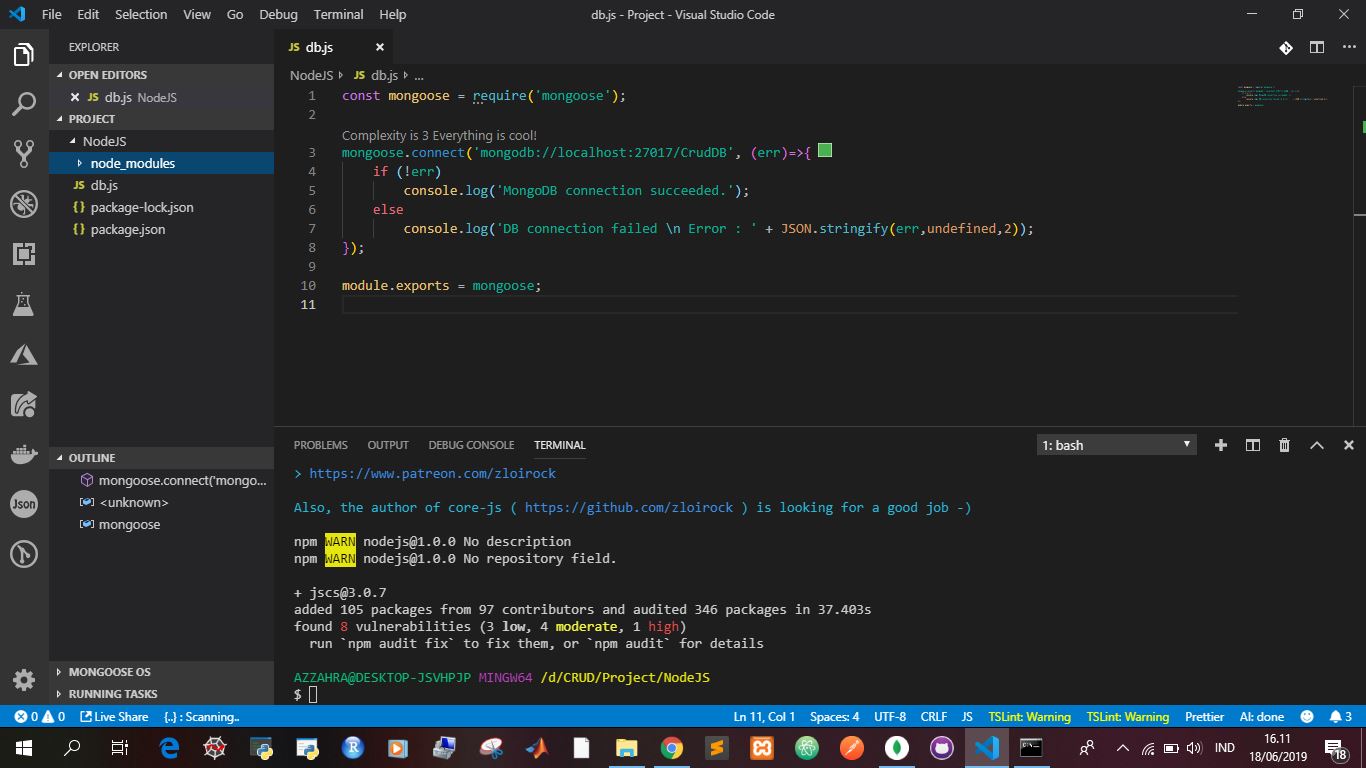 File Edit Selection View Go Debug Terminal Help
db.js - Project - Visual Studio Code
EXPLORER
OPEN EDITORS
JS db.js NodeJS
PROJECT
NodeJS
node_modules
JS db.js
{} package-lock.json
{} package.json
OUTLINE
mongoose.connect('mongo...
<unknown>
mongoose
MONGOOSE OS
RUNNING TASKS
Json
JS db.js
NodeJS JS db.js ...
1 const mongoose = require('mongoose');
2
Complexity is 3 Everything is cool!
3 mongoose.connect('mongodb://localhost:27017/CrudDB', (err)=>{
4 if (!err)
5 console.log('MongoDB connection succeeded.');
6 else
7 console.log('DB connection failed \n Error : ' + JSON.stringify(err,undefined,2));
8 });
9
10 module.exports = mongoose;
11
PROBLEMS OUTPUT DEBUG CONSOLE TERMINAL
1: bash
> https://www.patreon.com/zloirock
Also, the author of core-js ( https://github.com/zloirock ) is looking for a good job -)
npm WARN nodejs@1.0.0 No description
npm WARN nodejs@1.0.0 No repository field.
+ jscs@3.0.7
added 105 packages from 97 contributors and audited 346 packages in 37.403s
found 8 vulnerabilities (3 low, 4 moderate, 1 high)
run `npm audit fix` to fix them, or `npm audit` for details
AZZAHRA@DESKTOP-JSVHPJP MINGW64 /d/CRUD/Project/NodeJS
$
0 0 Live Share {..} : Scanning..
Ln 11, Col 1 Spaces: 4 UTF-8 CRLF JS TSLint: Warning TSLint: Warning Prettier AI: done 3
IND
16.11
18/06/2019
18